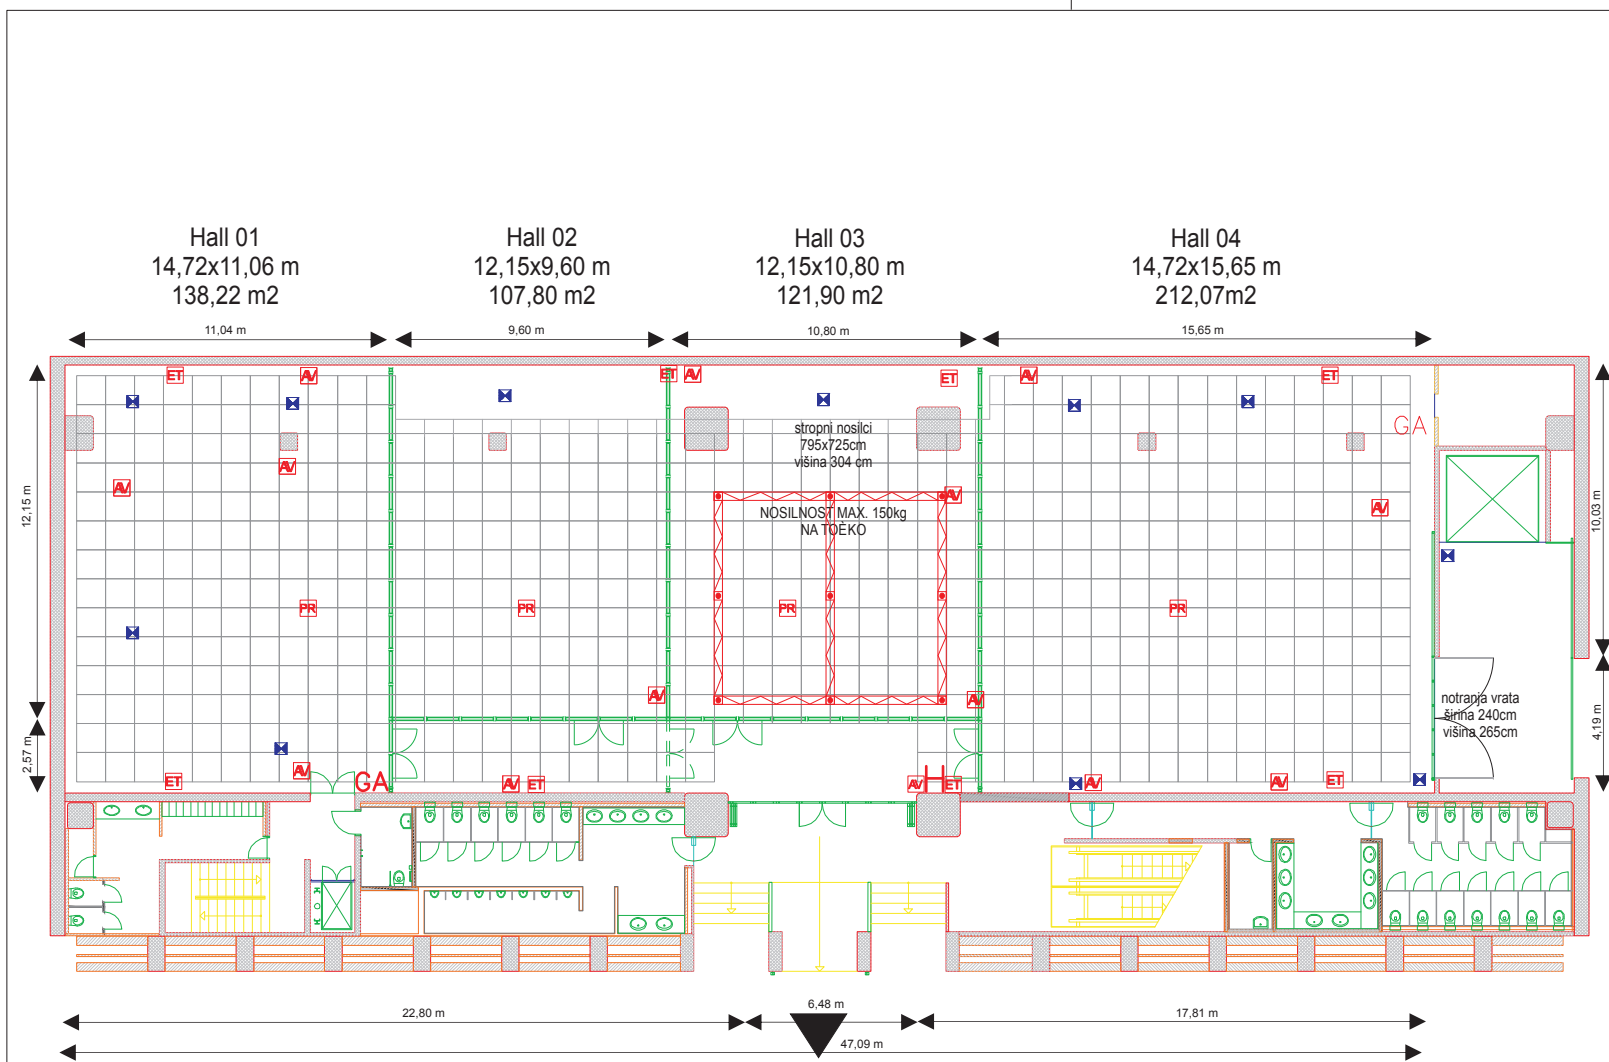 Hall 01
14,72x11,06 m
138,22 m2
Hall 02
12,15x9,60 m
107,80 m2
Hall 03
12,15x10,80 m
121,90 m2
Hall 04
14,72x15,65 m
212,07m2
11,04 m
9,60 m
10,80 m
15,65 m
ET
AV
ET
AV
ET
AV
ET
GA
stropni nosilci
795x725cm
višina 304 cm
AV
AV
AV
AV
NOSILNOST MAX. 150kg
NA TOÈKO
12,15 m
10,03 m
PR
PR
PR
PR
AV
AV
notranja vrata
širina 240cm
višina 265cm
2,57 m
4,19 m
ET
AV
GA
AV
ET
AV
H
ET
AV
AV
ET
KOH
22,80 m
6,48 m
17,81 m
47,09 m